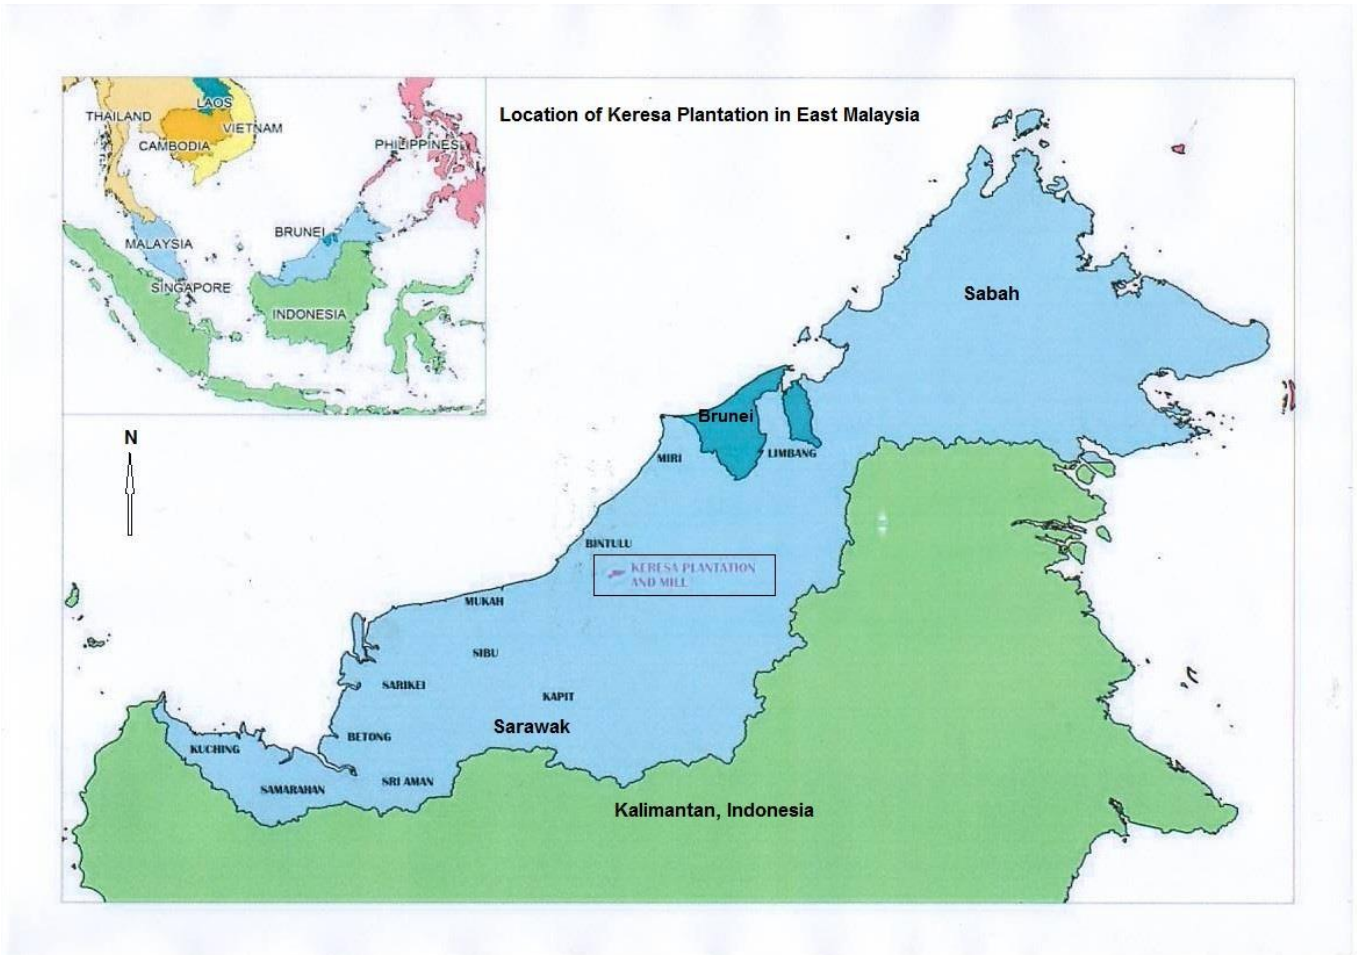 Location of Keresa Plantation in East Malaysia
LAOS
THAILAND
VIETNAM
CAMBODIA
PHILIPPINES
BRUNEI
MALAYSIA
SINGAPORE
INDONESIA
N
Sabah
Brunei
MIRI
LIMBANG
BINTULU
KERESA PLANTATION
AND MILL
MUKAH
SIBU
SARIKEI
KAPIT
Sarawak
BETONG
KUCHING
SRI AMAN
SAMARAHAN
Kalimantan, Indonesia